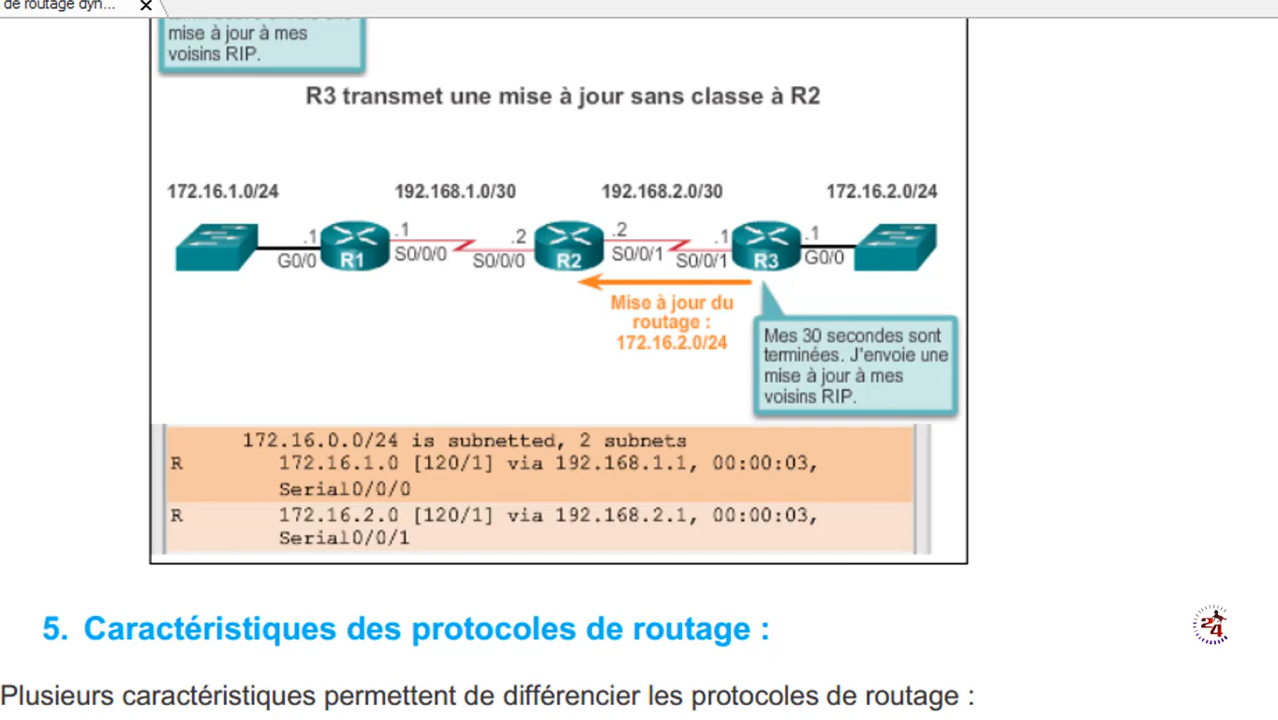 de routage dyn... ×
mise à jour à mes
voisins RIP.
R3 transmet une mise à jour sans classe à R2
172.16.1.0/24 192.168.1.0/30 192.168.2.0/30 172.16.2.0/24
.1 .1 .2 .2 .1 .1
G0/0 R1 S0/0/0 S0/0/0 R2 S0/0/1 S0/0/1 R3 G0/0
Mise à jour du
routage :
172.16.2.0/24
Mes 30 secondes sont
terminées. J'envoie une
mise à jour à mes
voisins RIP.
172.16.0.0/24 is subnetted, 2 subnets
R 172.16.1.0 [120/1] via 192.168.1.1, 00:00:03,
Serial0/0/0
R 172.16.2.0 [120/1] via 192.168.2.1, 00:00:03,
Serial0/0/1
5. Caractéristiques des protocoles de routage :
24
Plusieurs caractéristiques permettent de différencier les protocoles de routage :